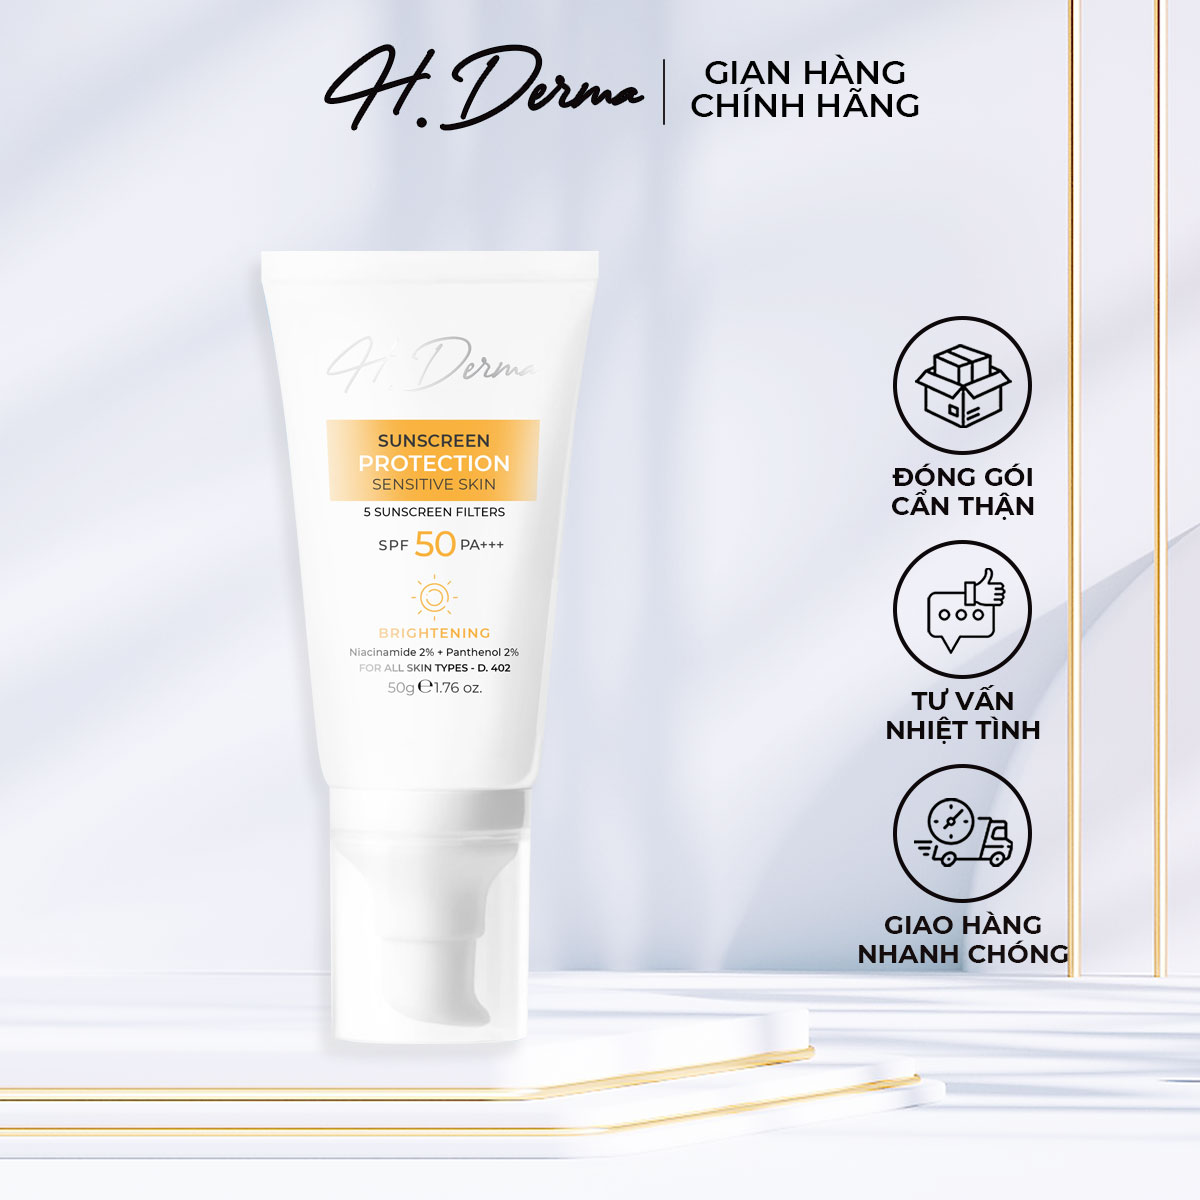 H. Derma
GIAN HÀNG
CHÍNH HÃNG
H. Derma
SUNSCREEN
PROTECTION
SENSITIVE SKIN
5 SUNSCREEN FILTERS
SPF 50 PA+++
BRIGHTENING
Niacinamide 2% + Panthenol 2%
FOR ALL SKIN TYPES - D. 402
50g ℮ 1.76 oz.
ĐÓNG GÓI
CẨN THẬN
TƯ VẤN
NHIỆT TÌNH
GIAO HÀNG
NHANH CHÓNG